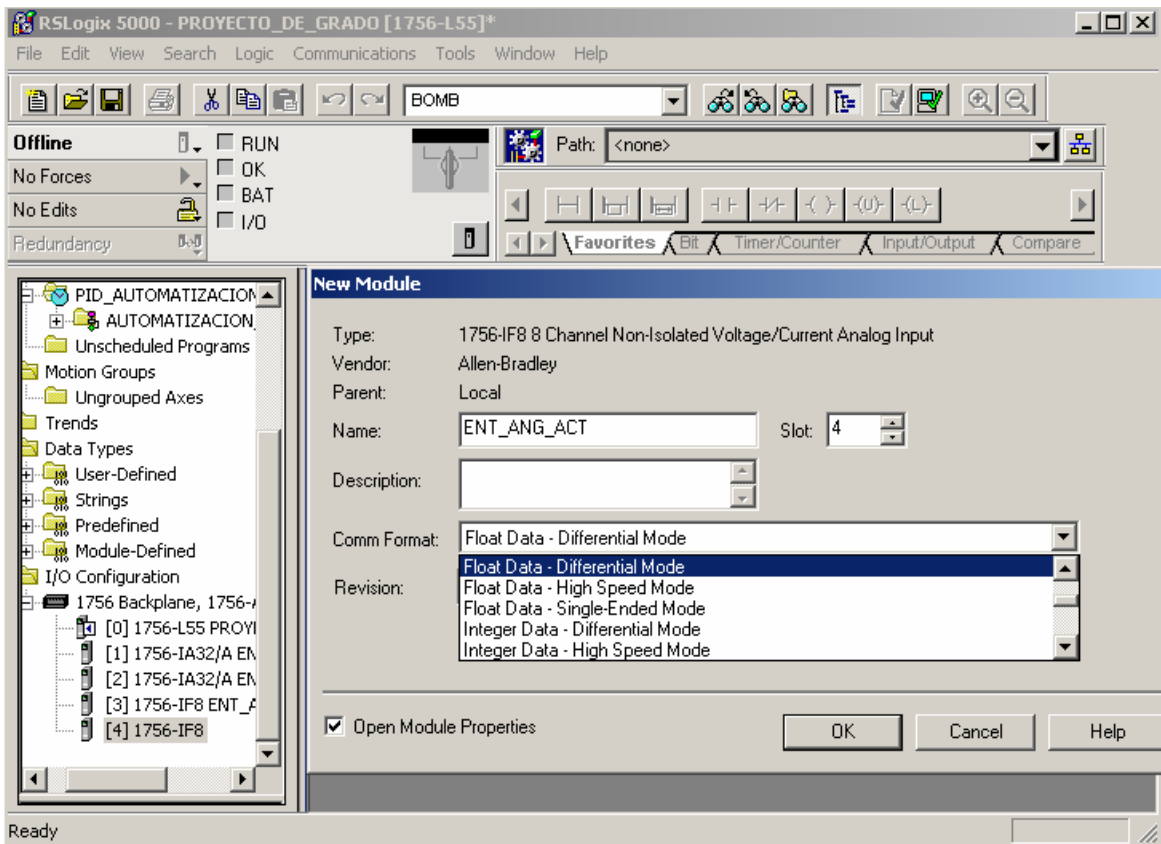 RSLogix 5000 - PROYECTO_DE_GRADO [1756-L55]*
File Edit View Search Logic Communications Tools Window Help
BOMB
Offline
RUN
OK
BAT
I/O
No Forces
No Edits
Redundancy
Path: <none>
Favorites Bit Timer/Counter Input/Output Compare
PID_AUTOMATIZACION
AUTOMATIZACION_
Unscheduled Programs
Motion Groups
Ungrouped Axes
Trends
Data Types
User-Defined
Strings
Predefined
Module-Defined
I/O Configuration
1756 Backplane, 1756-
[0] 1756-L55 PROY
[1] 1756-IA32/A EN
[2] 1756-IA32/A EN
[3] 1756-IF8 ENT_A
[4] 1756-IF8
New Module
Type: 1756-IF8 8 Channel Non-Isolated Voltage/Current Analog Input
Vendor: Allen-Bradley
Parent: Local
Name: ENT_ANG_ACT Slot: 4
Description:
Comm Format: Float Data - Differential Mode
Float Data - Differential Mode
Revision: Float Data - High Speed Mode
Float Data - Single-Ended Mode
Integer Data - Differential Mode
Integer Data - High Speed Mode
Open Module Properties OK Cancel Help
Ready